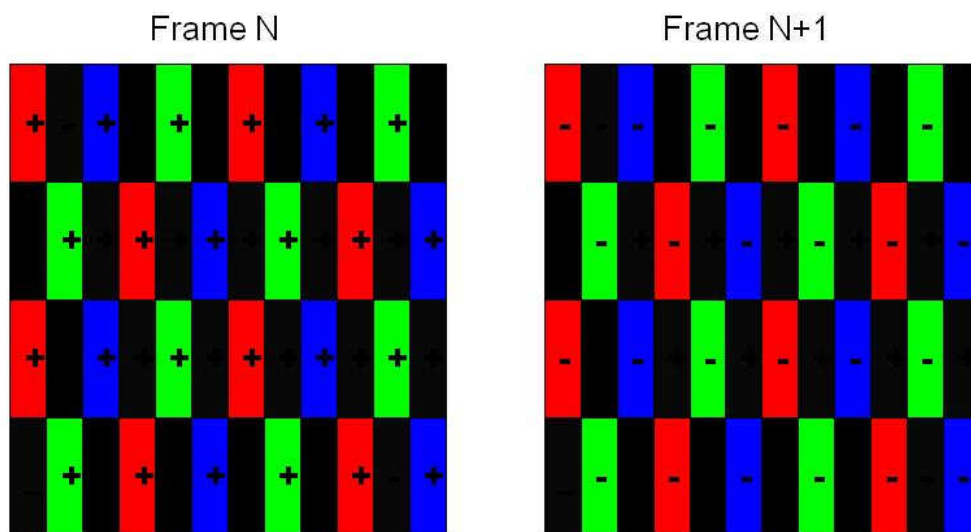 Frame N Frame N+1
+ - + + + + + - - - - - - -
+ + + + + + + + + + + - + - + - + - + - + -
+ + + + + + + + + + + - - + - + - + - + - +
- + + + + + - + - - - - - - -